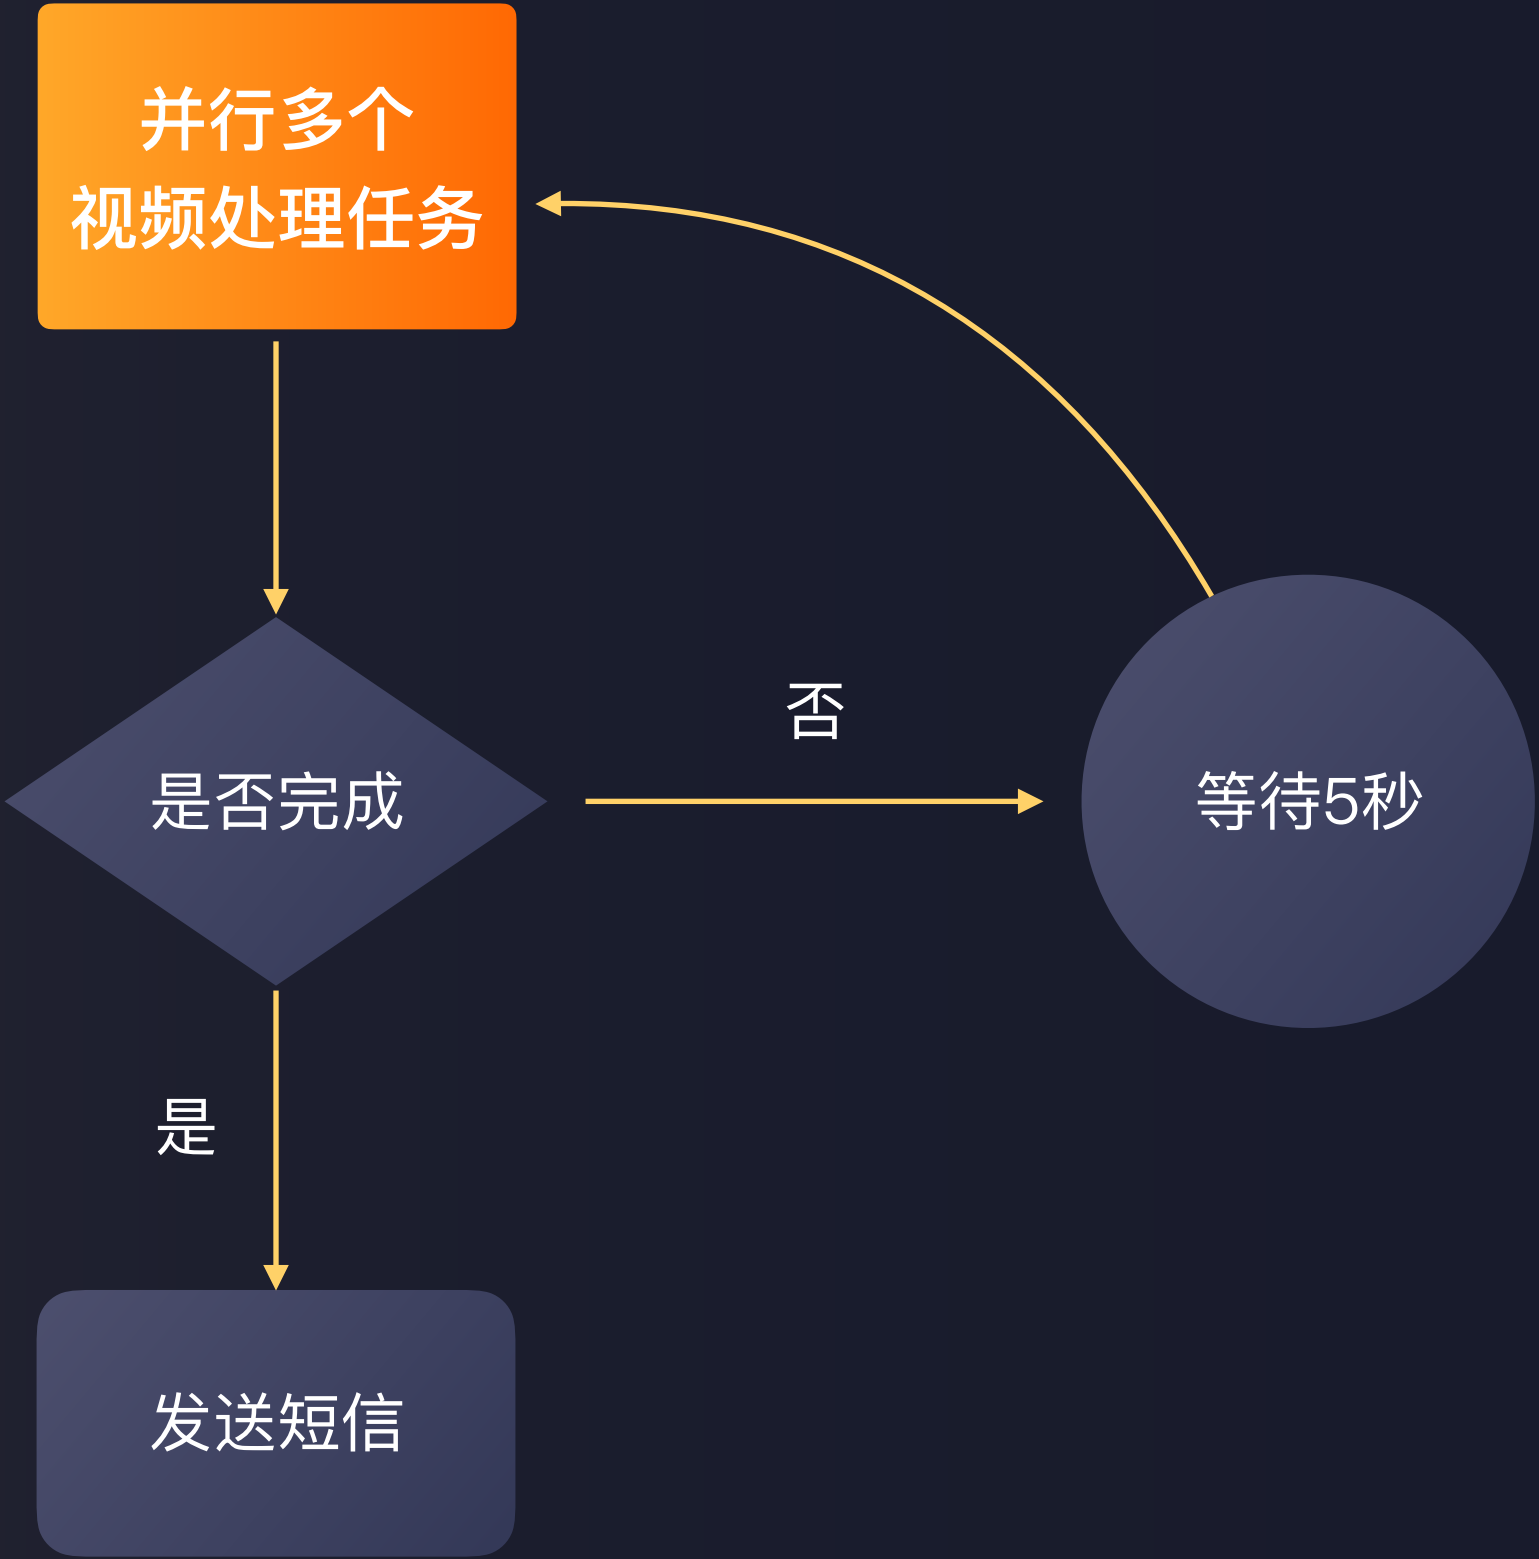 并行多个
视频处理任务
否
是否完成
等待5秒
是
发送短信